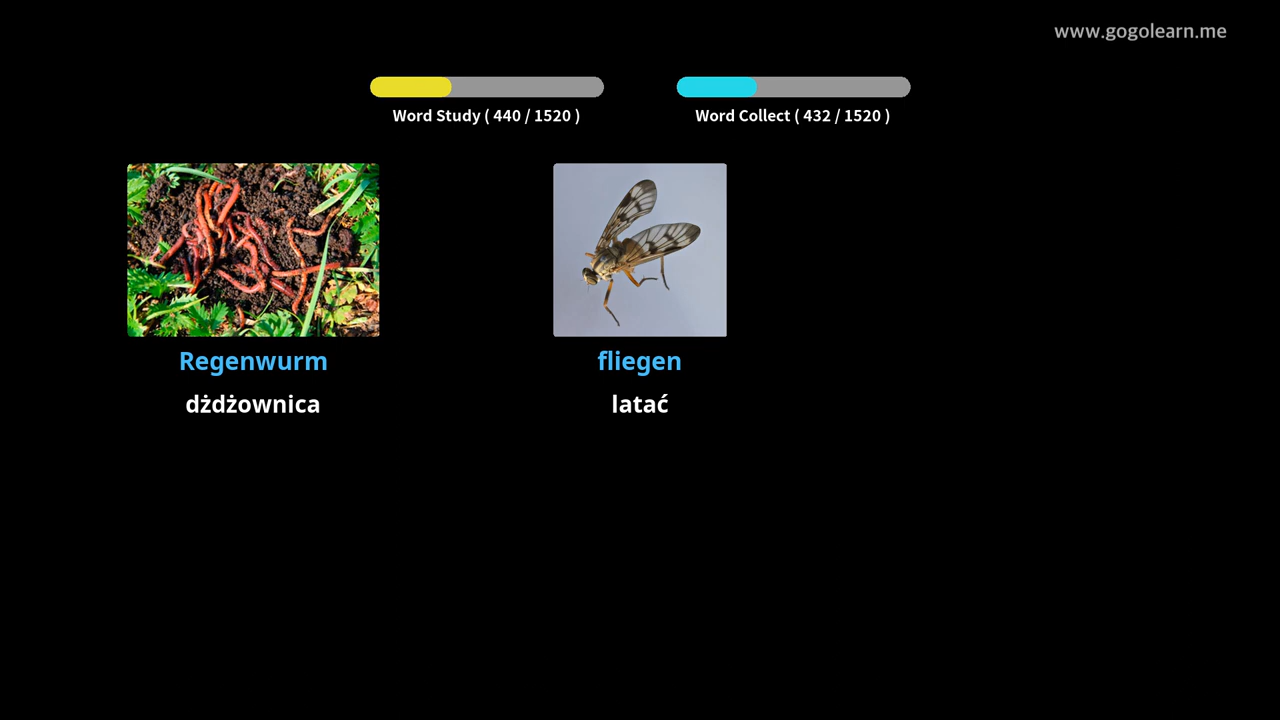 www.gogolearn.me
Word Study ( 440 / 1520 )
Word Collect ( 432 / 1520 )
Regenwurm
fliegen
dżdżownica
latać